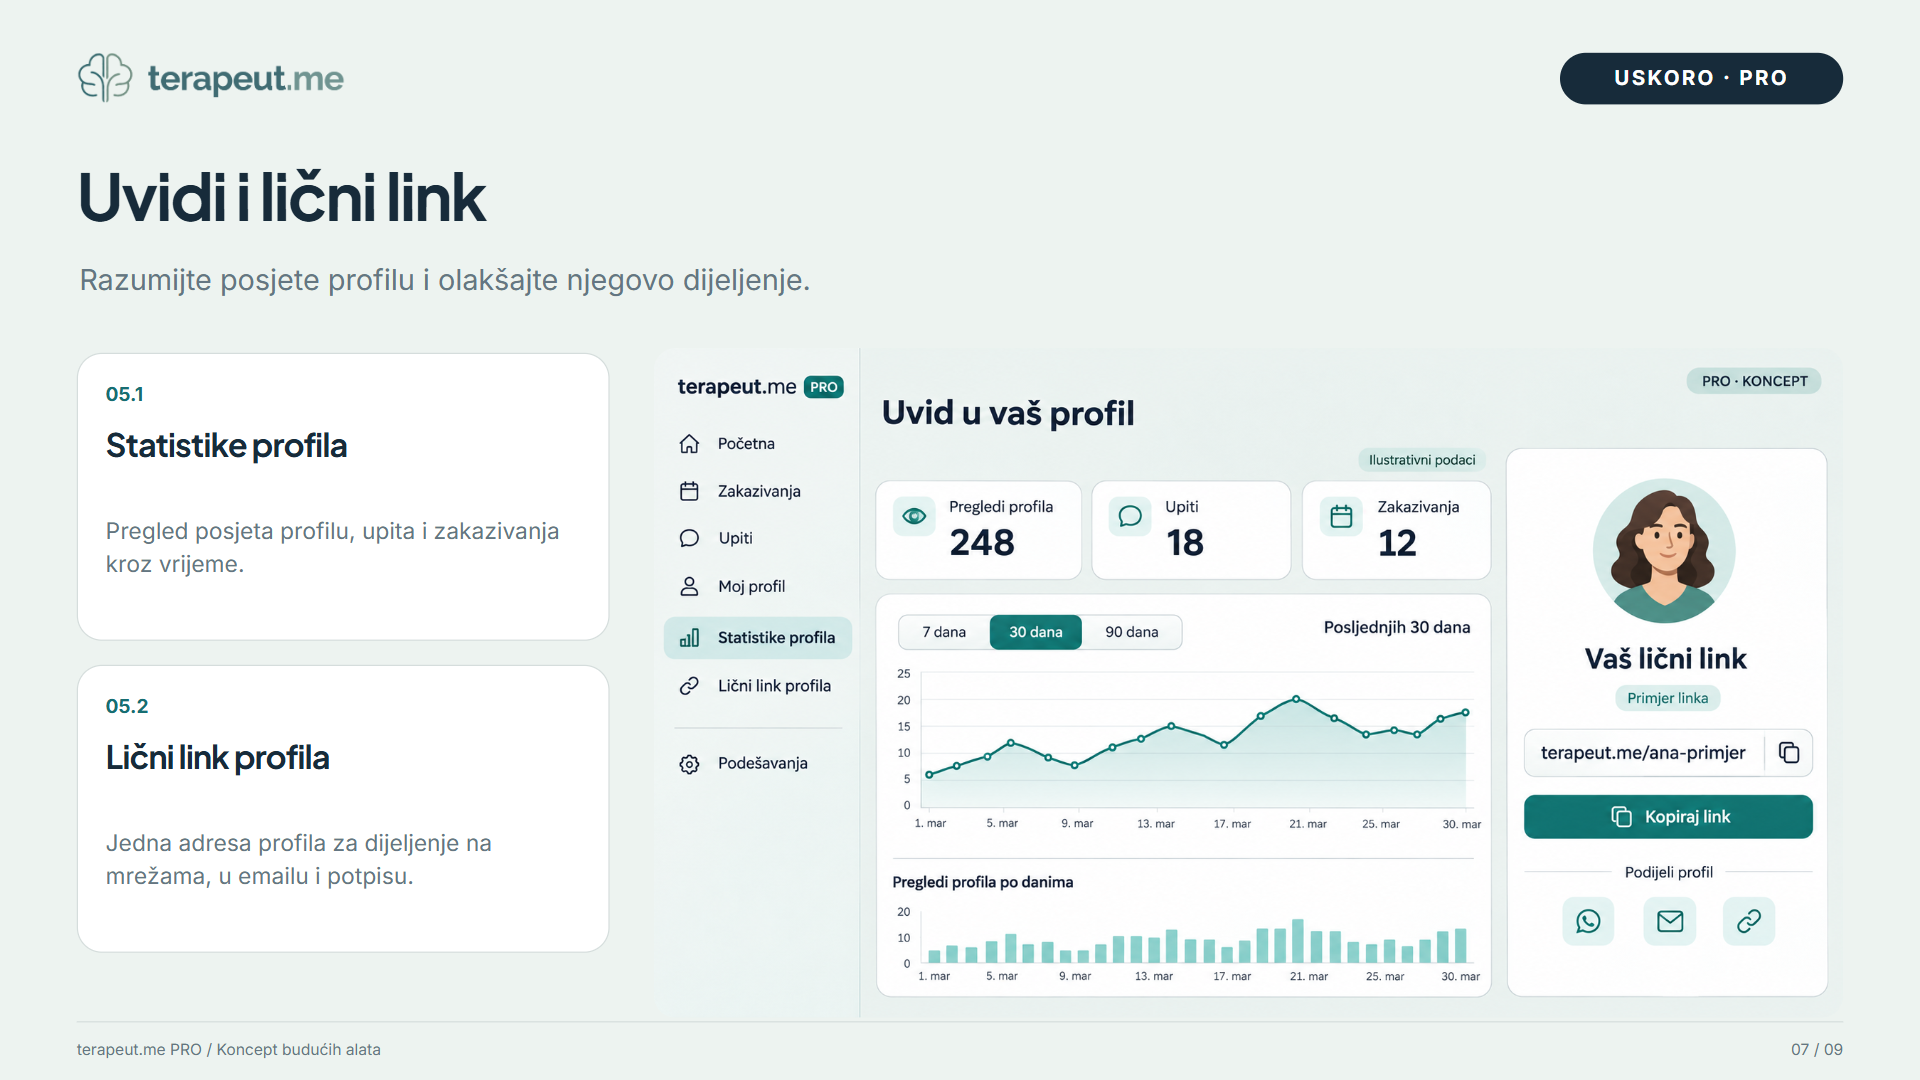 terapeut.me
USKORO · PRO
Uvidi i lični link
Razumijte posjete profilu i olakšajte njegovo dijeljenje.
05.1
Statistike profila
Pregled posjeta profilu, upita i zakazivanja
kroz vrijeme.
05.2
Lični link profila
Jedna adresa profila za dijeljenje na
mrežama, u emailu i potpisu.
terapeut.me PRO
Početna
Zakazivanja
Upiti
Moj profil
Statistike profila
Lični link profila
Podešavanja
PRO · KONCEPT
Uvid u vaš profil
Ilustrativni podaci
Pregledi profila
248
Upiti
18
Zakazivanja
12
7 dana
30 dana
90 dana
Posljednjih 30 dana
25
20
15
10
5
0
1. mar
5. mar
9. mar
13. mar
17. mar
21. mar
25. mar
30. mar
Pregledi profila po danima
20
10
0
1. mar
5. mar
9. mar
13. mar
17. mar
21. mar
25. mar
30. mar
Vaš lični link
Primjer linka
terapeut.me/ana-primjer
Kopiraj link
Podijeli profil
terapeut.me PRO / Koncept budućih alata
07 / 09